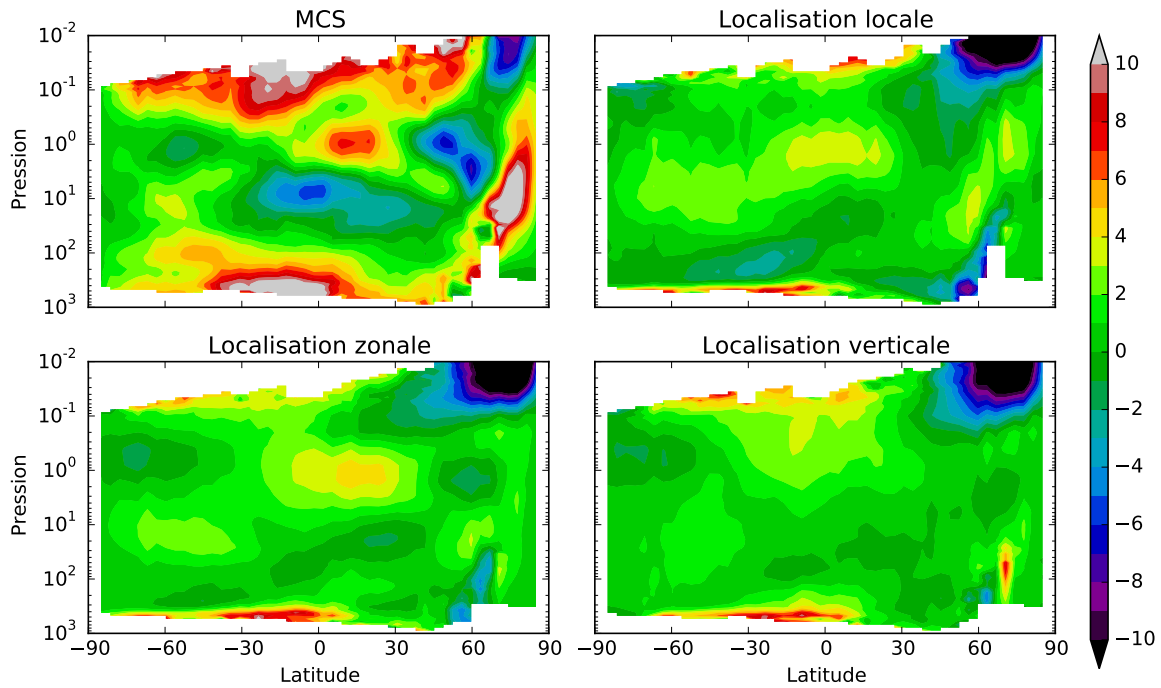 MCS
Localisation locale
10⁻²
10⁻¹
10⁰
10¹
10²
10³
Pression
10
8
6
4
2
0
−2
−4
−6
−8
−10
Localisation zonale
Localisation verticale
10⁻²
10⁻¹
10⁰
10¹
10²
10³
Pression
−90 −60 −30 0 30 60 90
−90 −60 −30 0 30 60 90
Latitude
Latitude